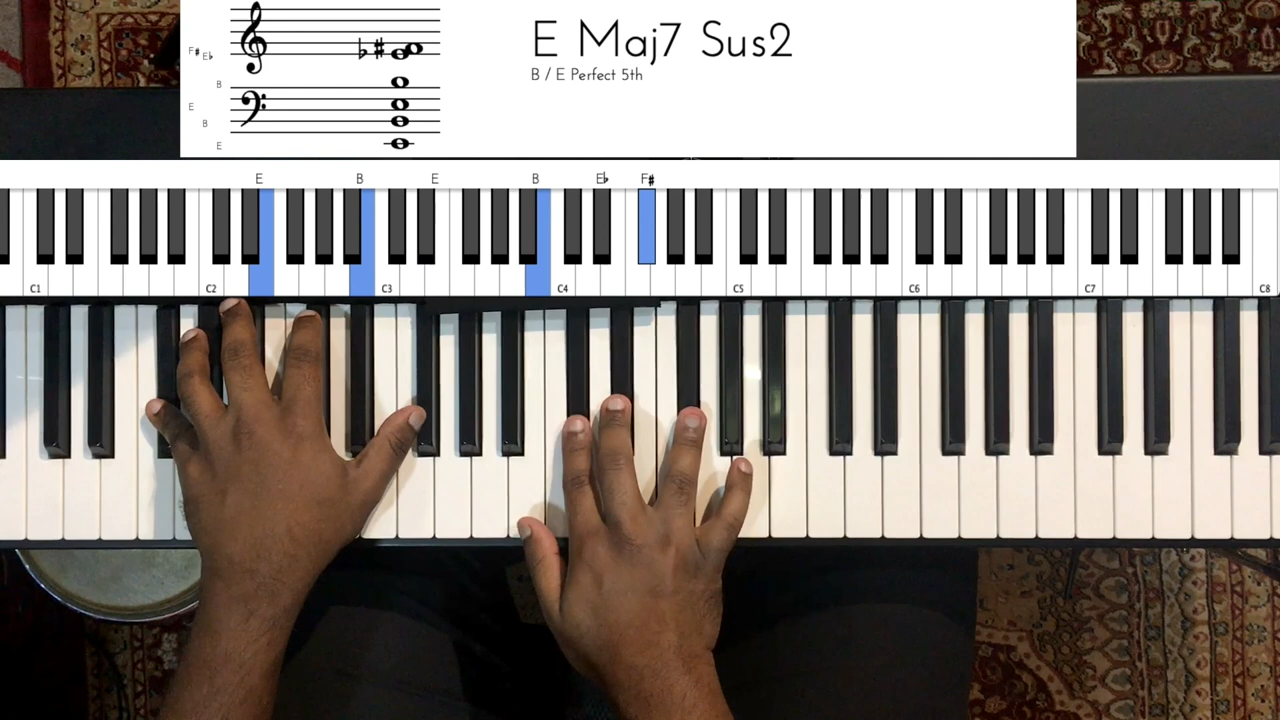 E Maj7 Sus2
B / E Perfect 5th
F# E♭
B
E
B
E
E B E B E♭ F#
C1 C2 C3 C4 C5 C6 C7 C8